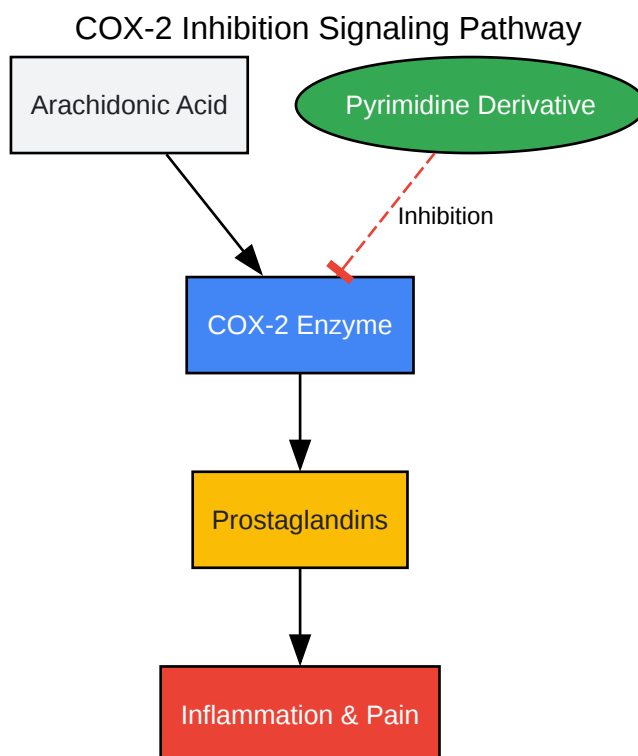 COX-2 Inhibition Signaling Pathway
Arachidonic Acid
Pyrimidine Derivative
Inhibition
COX-2 Enzyme
Prostaglandins
Inflammation & Pain